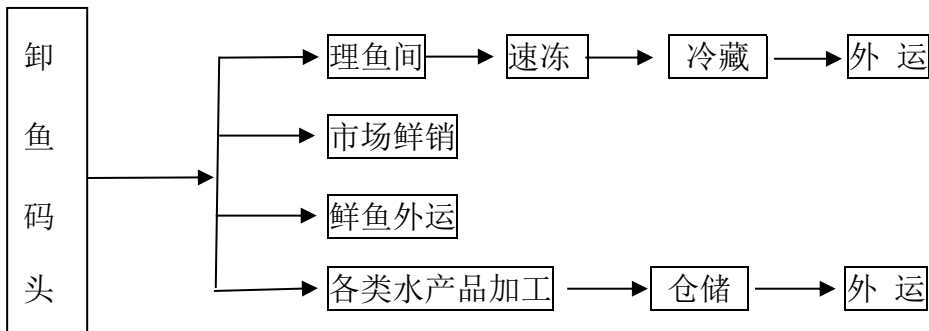 卸鱼码头
理鱼间 速冻 冷藏 外 运
市场鲜销
鲜鱼外运
各类水产品加工 仓储 外 运